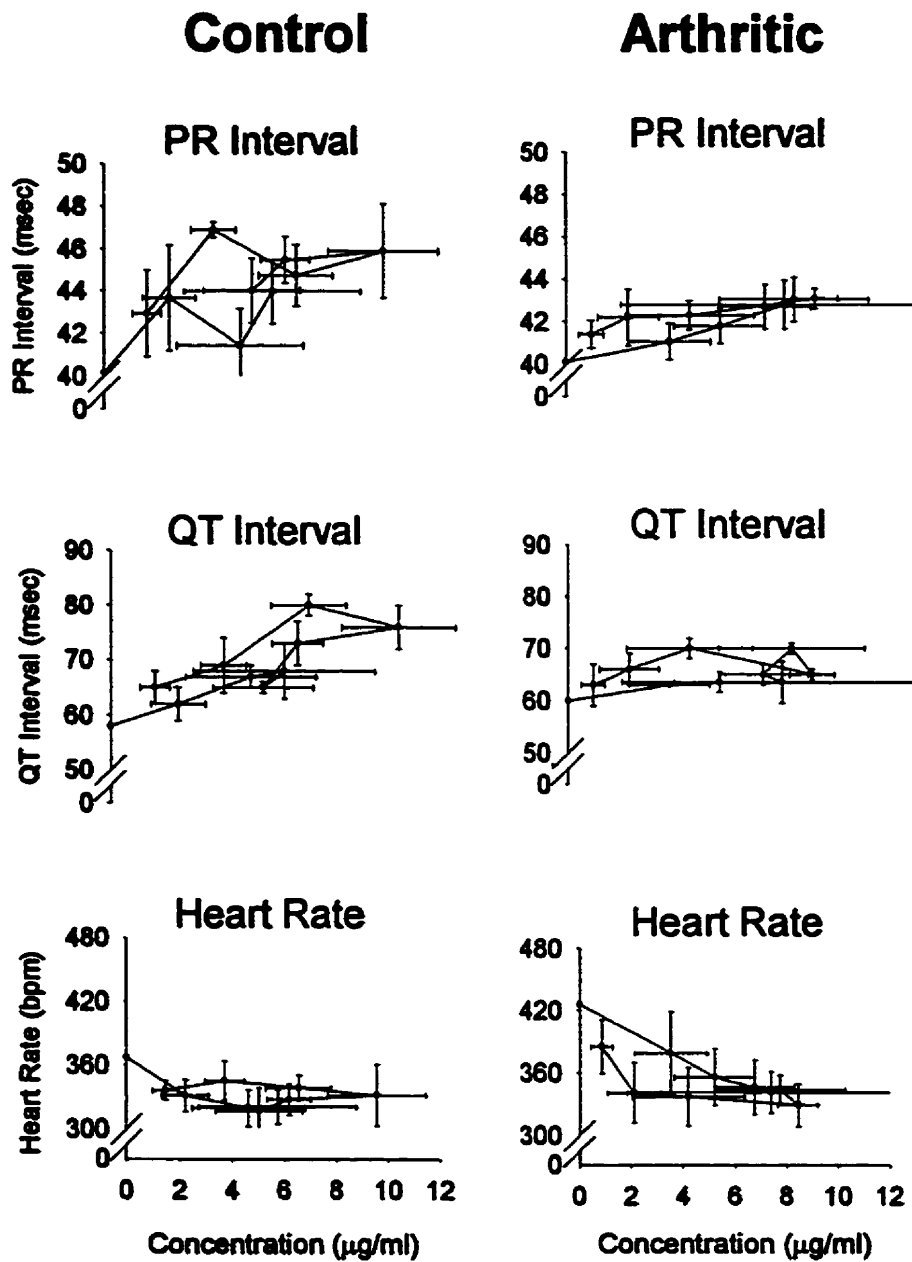 Control
PR Interval
PR Interval (msec)
50
48
46
44
42
40
0
QT Interval
QT Interval (msec)
90
80
70
60
50
0
Heart Rate
Heart Rate (bpm)
480
420
360
300
0
0 2 4 6 8 10 12
Concentration (μg/ml)
Arthritic
PR Interval
50
48
46
44
42
40
0
QT Interval
90
80
70
60
50
0
Heart Rate
480
420
360
300
0
0 2 4 6 8 10 12
Concentration (μg/ml)